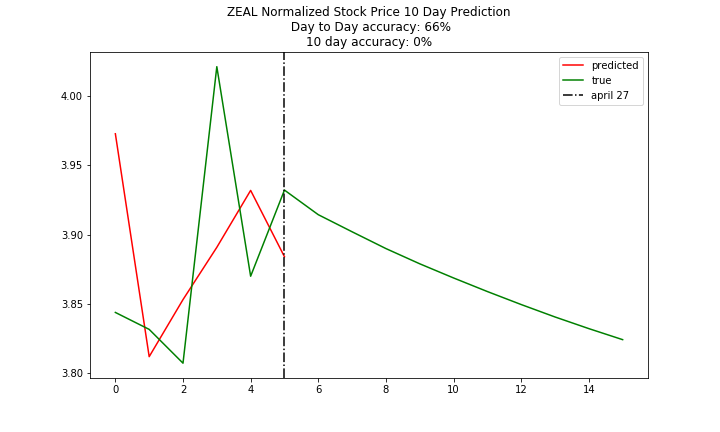 ZEAL Normalized Stock Price 10 Day Prediction
Day to Day accuracy: 66%
10 day accuracy: 0%
predicted
true
april 27
4.00
3.95
3.90
3.85
3.80
0 2 4 6 8 10 12 14